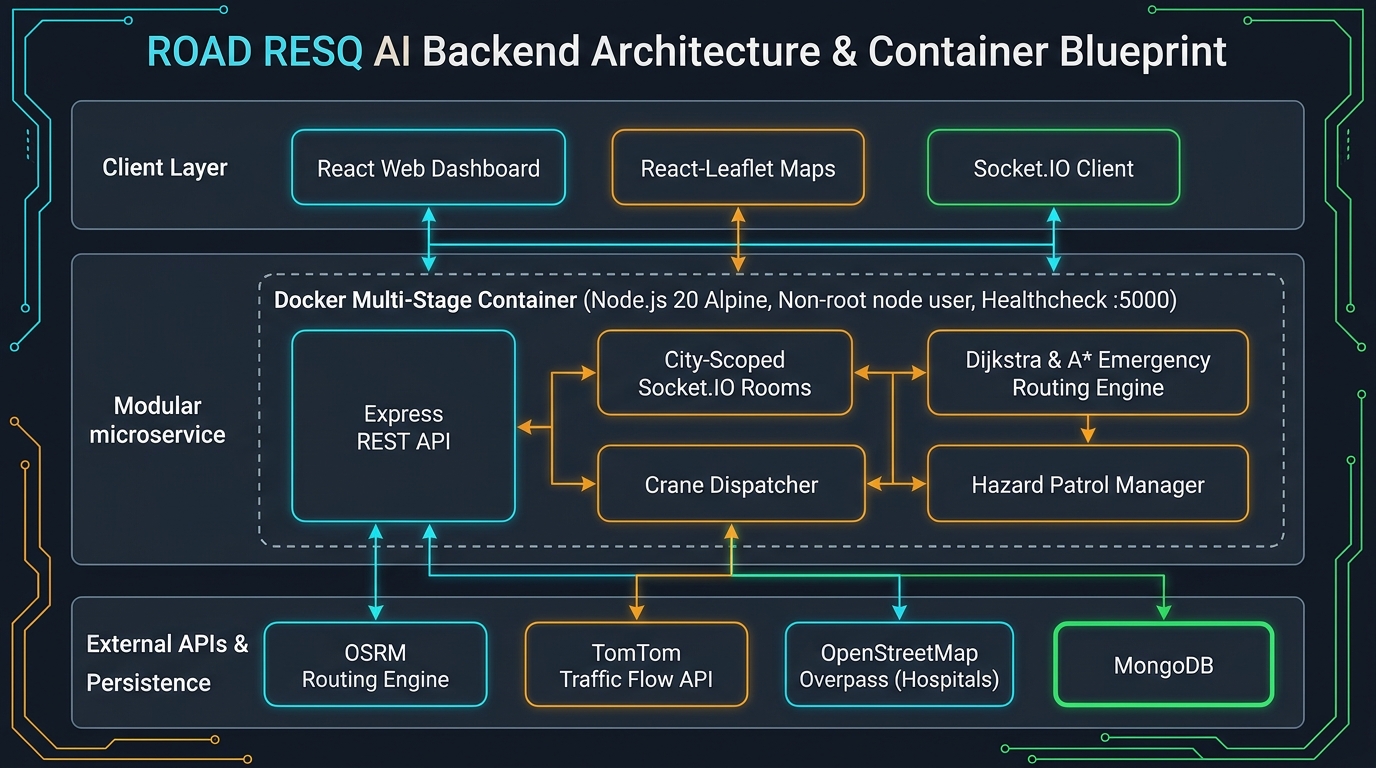 ROAD RESQ AI Backend Architecture & Container Blueprint
Client Layer
React Web Dashboard
React-Leaflet Maps
Socket.IO Client
Modular
microservice
Docker Multi-Stage Container (Node.js 20 Alpine, Non-root node user, Healthcheck :5000)
Express
REST API
City-Scoped
Socket.IO Rooms
Dijkstra & A* Emergency
Routing Engine
Crane Dispatcher
Hazard Patrol Manager
External APIs &
Persistence
OSRM
Routing Engine
TomTom
Traffic Flow API
OpenStreetMap
Overpass (Hospitals)
MongoDB